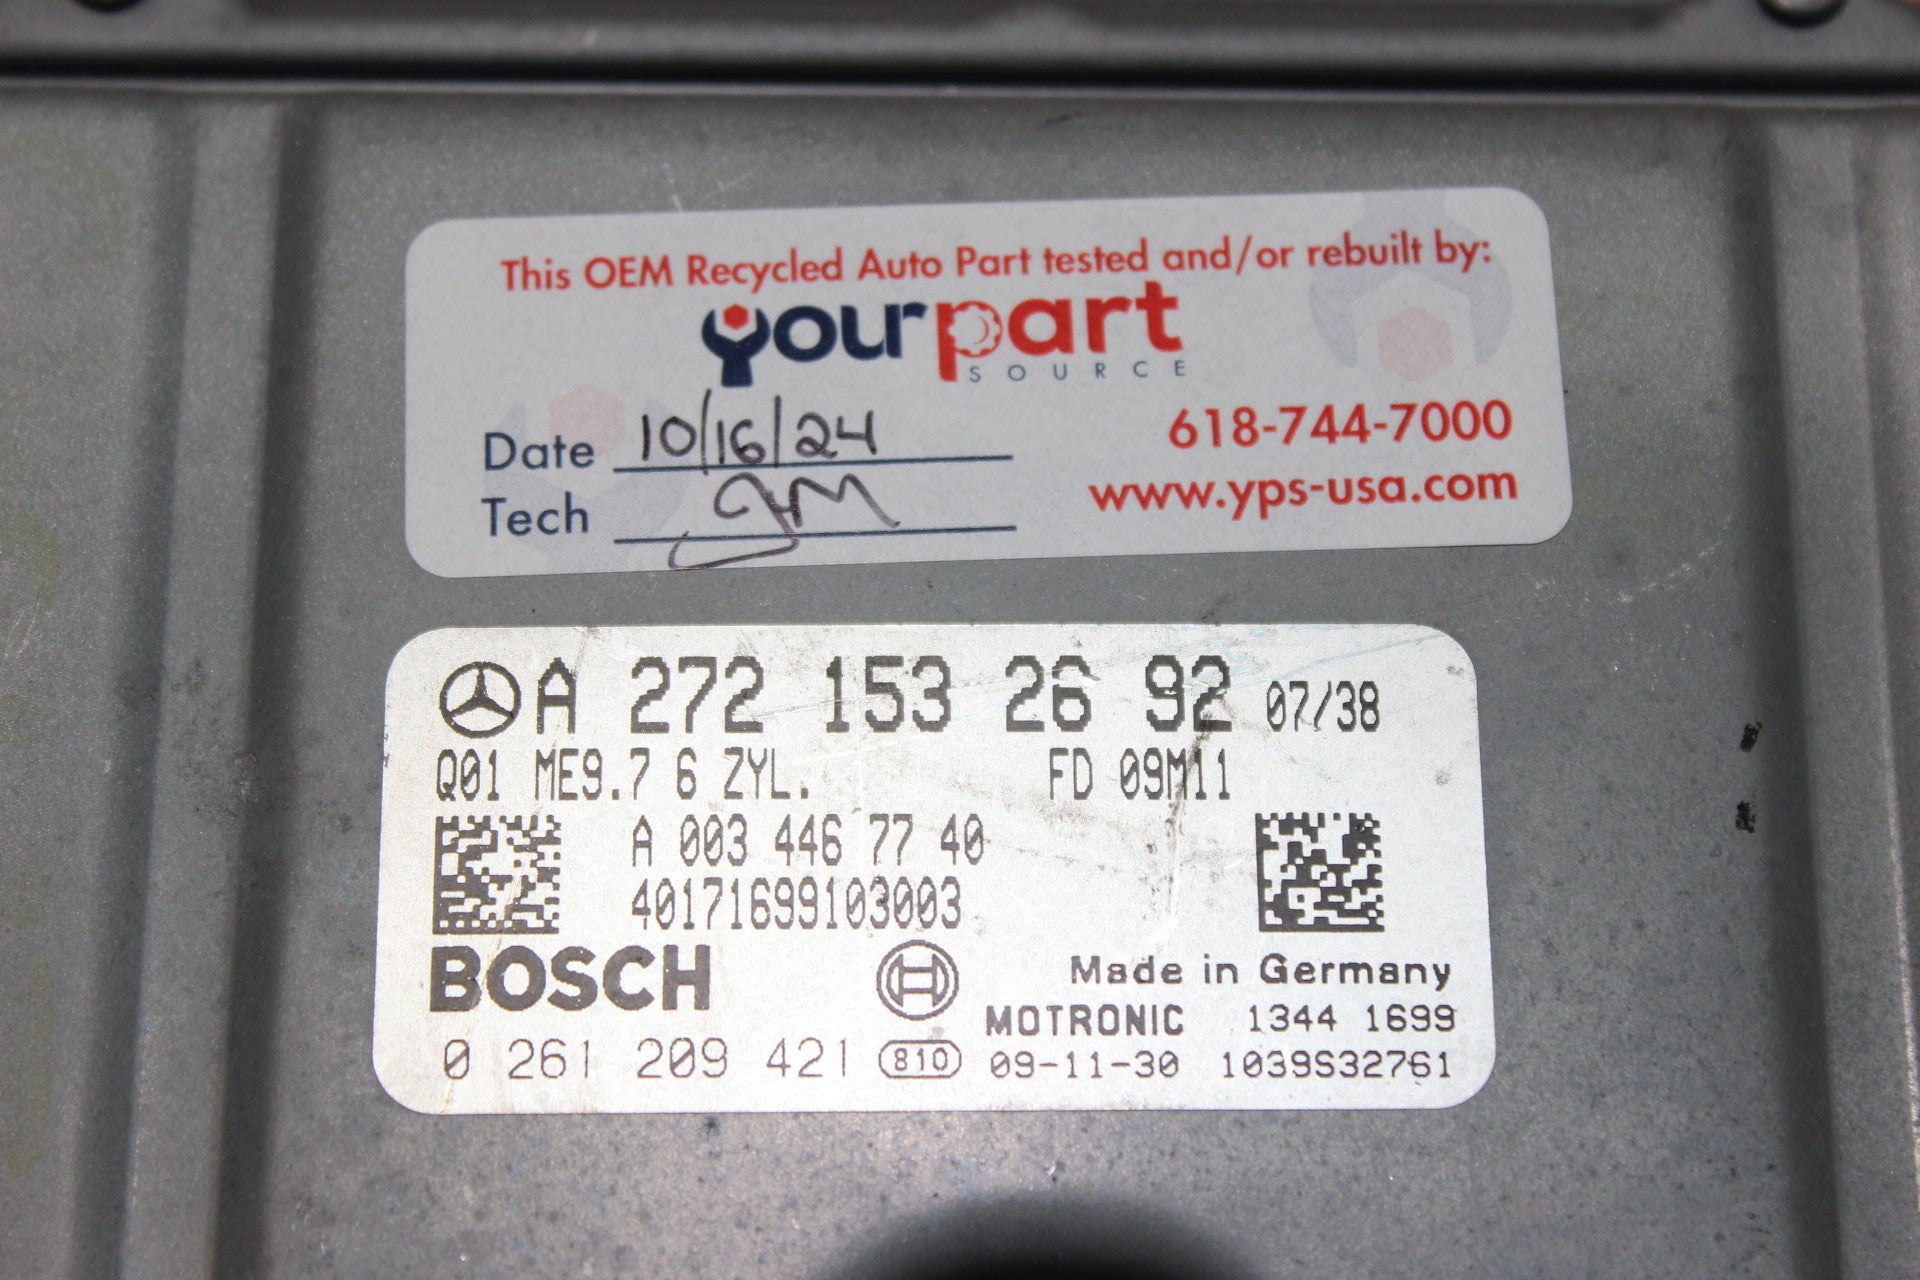 This OEM Recycled Auto Part tested and/or rebuilt by:
yourpart
SOURCE
Date 10/16/24
618-744-7000
Tech JM
www.yps-usa.com
A 272 153 26 92 07/38
Q01 ME9.7 6 ZYL. FD 09M11
A 003 446 77 40
40171699103003
BOSCH
Made in Germany
MOTRONIC 1344 1699
0 261 209 421 810 09-11-30 1039S32761